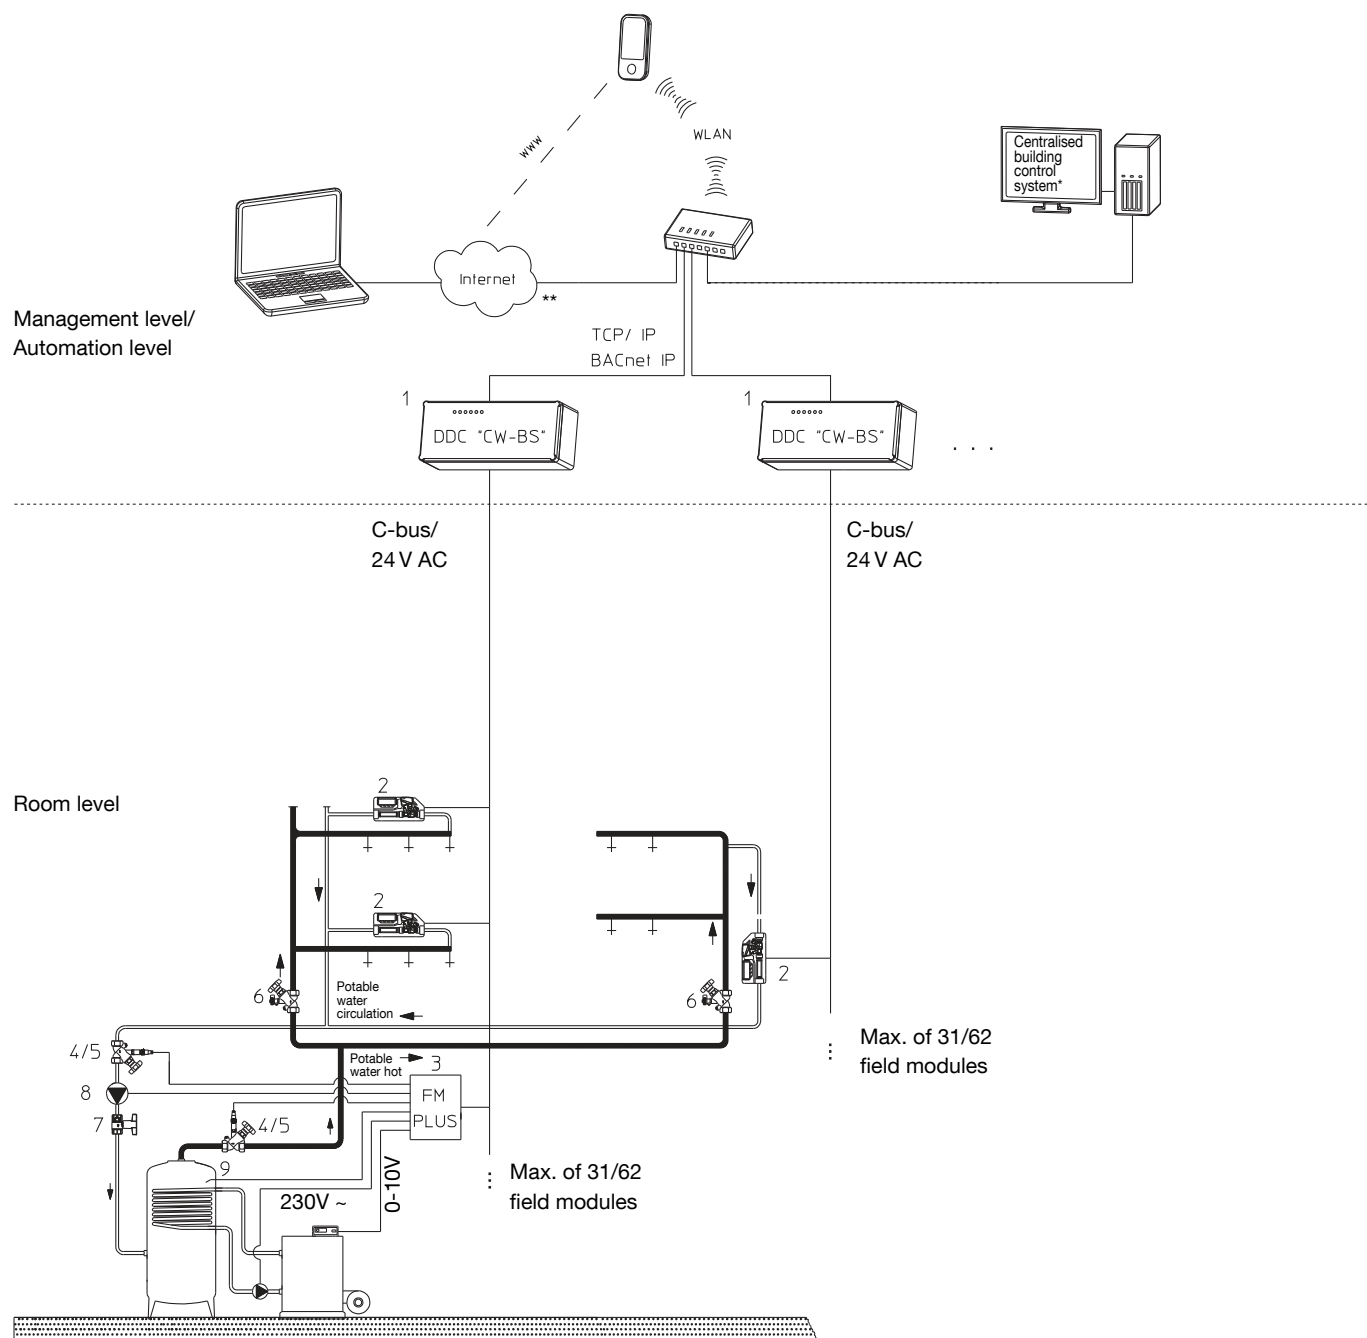 WLAN
www
Centralised
building
control
system*
Internet
**
Management level/
Automation level
TCP/ IP
BACnet IP
1
1
DDC "CW-BS"
DDC "CW-BS"
. . .
C-bus/
24 V AC
C-bus/
24 V AC
Room level
2
2
2
6
Potable
water
circulation
6
Max. of 31/62
field modules
4/5
Potable
water hot
3
8
FM
PLUS
7
4/5
9
Max. of 31/62
field modules
230V ~
0-10V